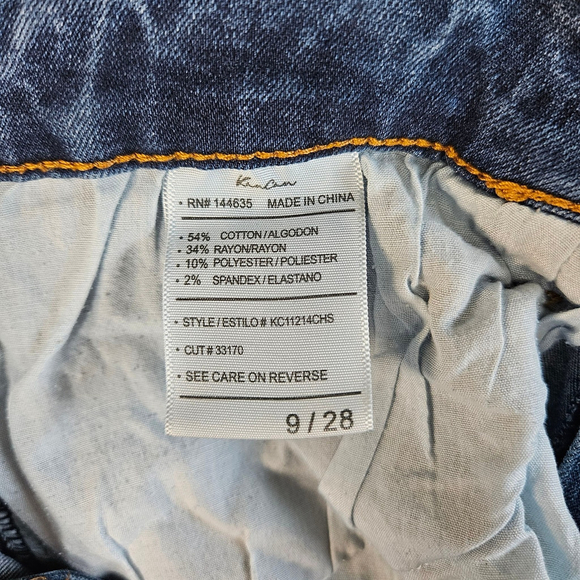 KanCan
• RN# 144635 MADE IN CHINA
• 54% COTTON/ALGODON
• 34% RAYON/RAYON
• 10% POLYESTER/POLIESTER
• 2% SPANDEX/ELASTANO
• STYLE/ESTILO# KC11214CHS
• CUT# 33170
• SEE CARE ON REVERSE
9/28